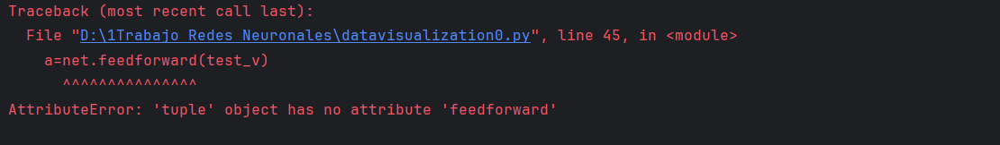 Traceback (most recent call last):
  File "D:\1Trabajo Redes Neuronales\datavisualization0.py", line 45, in <module>
    a=net.feedforward(test_v)
      ^^^^^^^^^^^^^^^
AttributeError: 'tuple' object has no attribute 'feedforward'